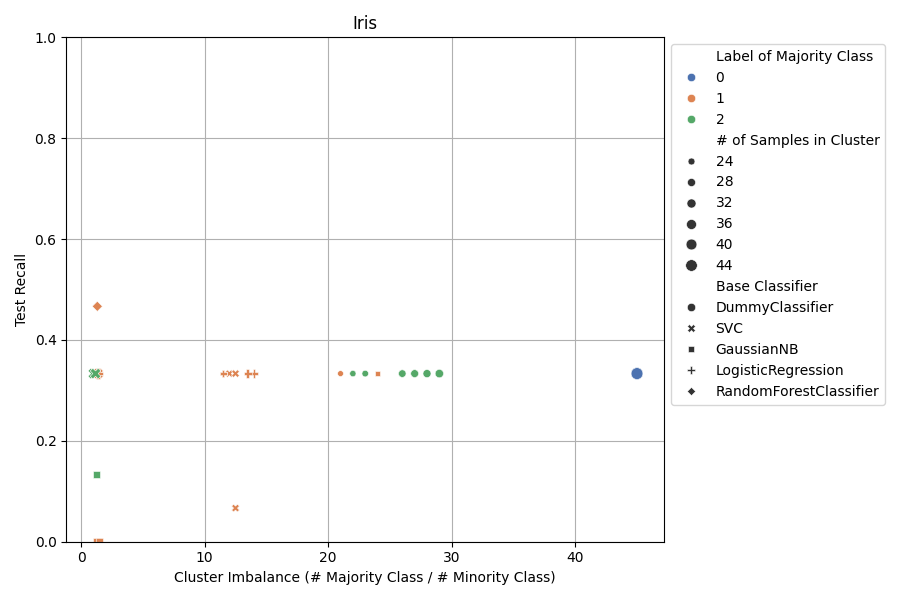 Iris
1.0
0.8
0.6
0.4
0.2
0.0
Test Recall
0 10 20 30 40
Cluster Imbalance (# Majority Class / # Minority Class)
Label of Majority Class
0
1
2
# of Samples in Cluster
24
28
32
36
40
44
Base Classifier
DummyClassifier
SVC
GaussianNB
LogisticRegression
RandomForestClassifier